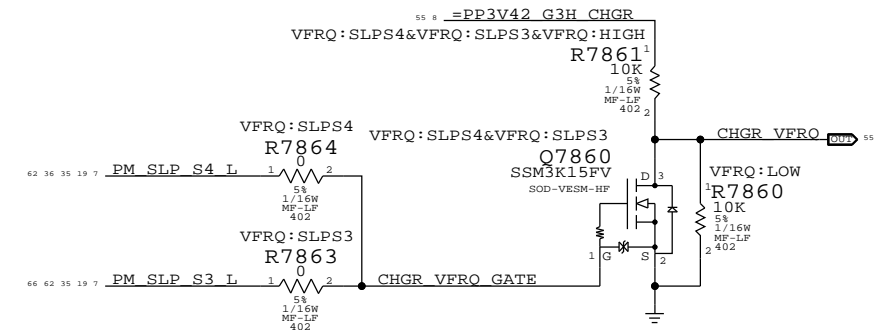 55 8 =PP3V42_G3H_CHGR
VFRQ:SLPS4&VFRQ:SLPS3&VFRQ:HIGH
R7861
1
10K
5%
1/16W
MF-LF
402
2
VFRQ:SLPS4
R7864
0
62 36 35 19 7 PM_SLP_S4_L 1 2
5%
1/16W
MF-LF
402
VFRQ:SLPS4&VFRQ:SLPS3
Q7860
SSM3K15FV
SOD-VESM-HF
D 3
1 G S 2
CHGR_VFRQ OUT 55
VFRQ:LOW
1
R7860
10K
5%
1/16W
MF-LF
402
2
VFRQ:SLPS3
R7863
0
66 62 35 19 7 PM_SLP_S3_L 1 2 CHGR_VFRQ_GATE
5%
1/16W
MF-LF
402